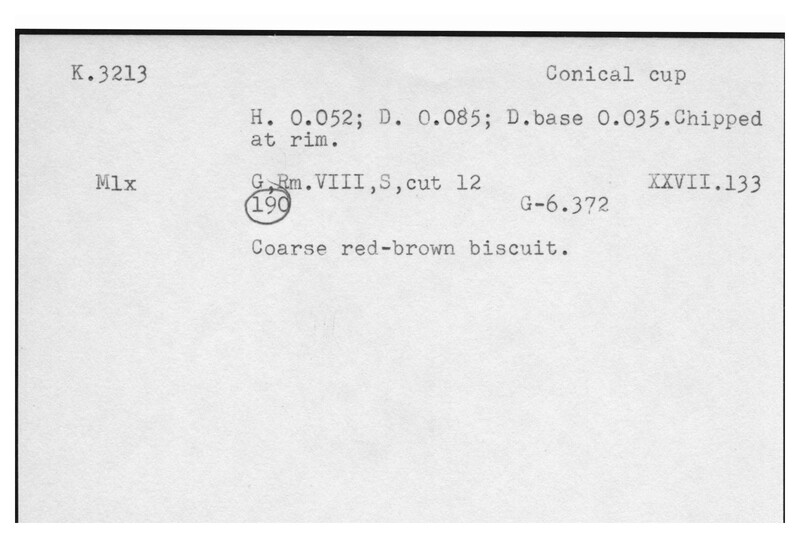 K.3213 Conical cup
H. 0.052; D. 0.085; D.base 0.035.Chipped
at rim.
Mlx G,Rm.VIII,S,cut 12 XXVII.133
190 G-6.372
Coarse red-brown biscuit.